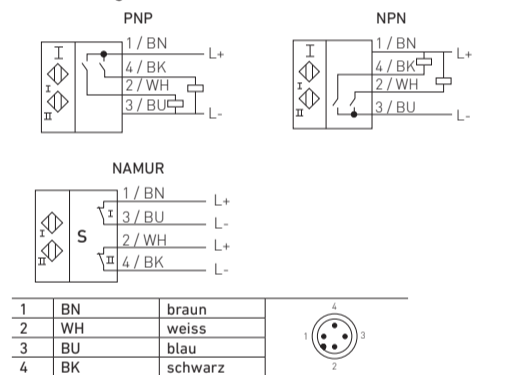 PNP
I
1 / BN
L+
4 / BK
2 / WH
3 / BU
L-
I
II
NPN
I
1 / BN
L+
4 / BK
2 / WH
3 / BU
L-
I
II
NAMUR
1 / BN
L+
I
3 / BU
L-
S
2 / WH
L+
II
4 / BK
L-
I
II
1 BN braun
2 WH weiss
3 BU blau
4 BK schwarz
4
1 3
2